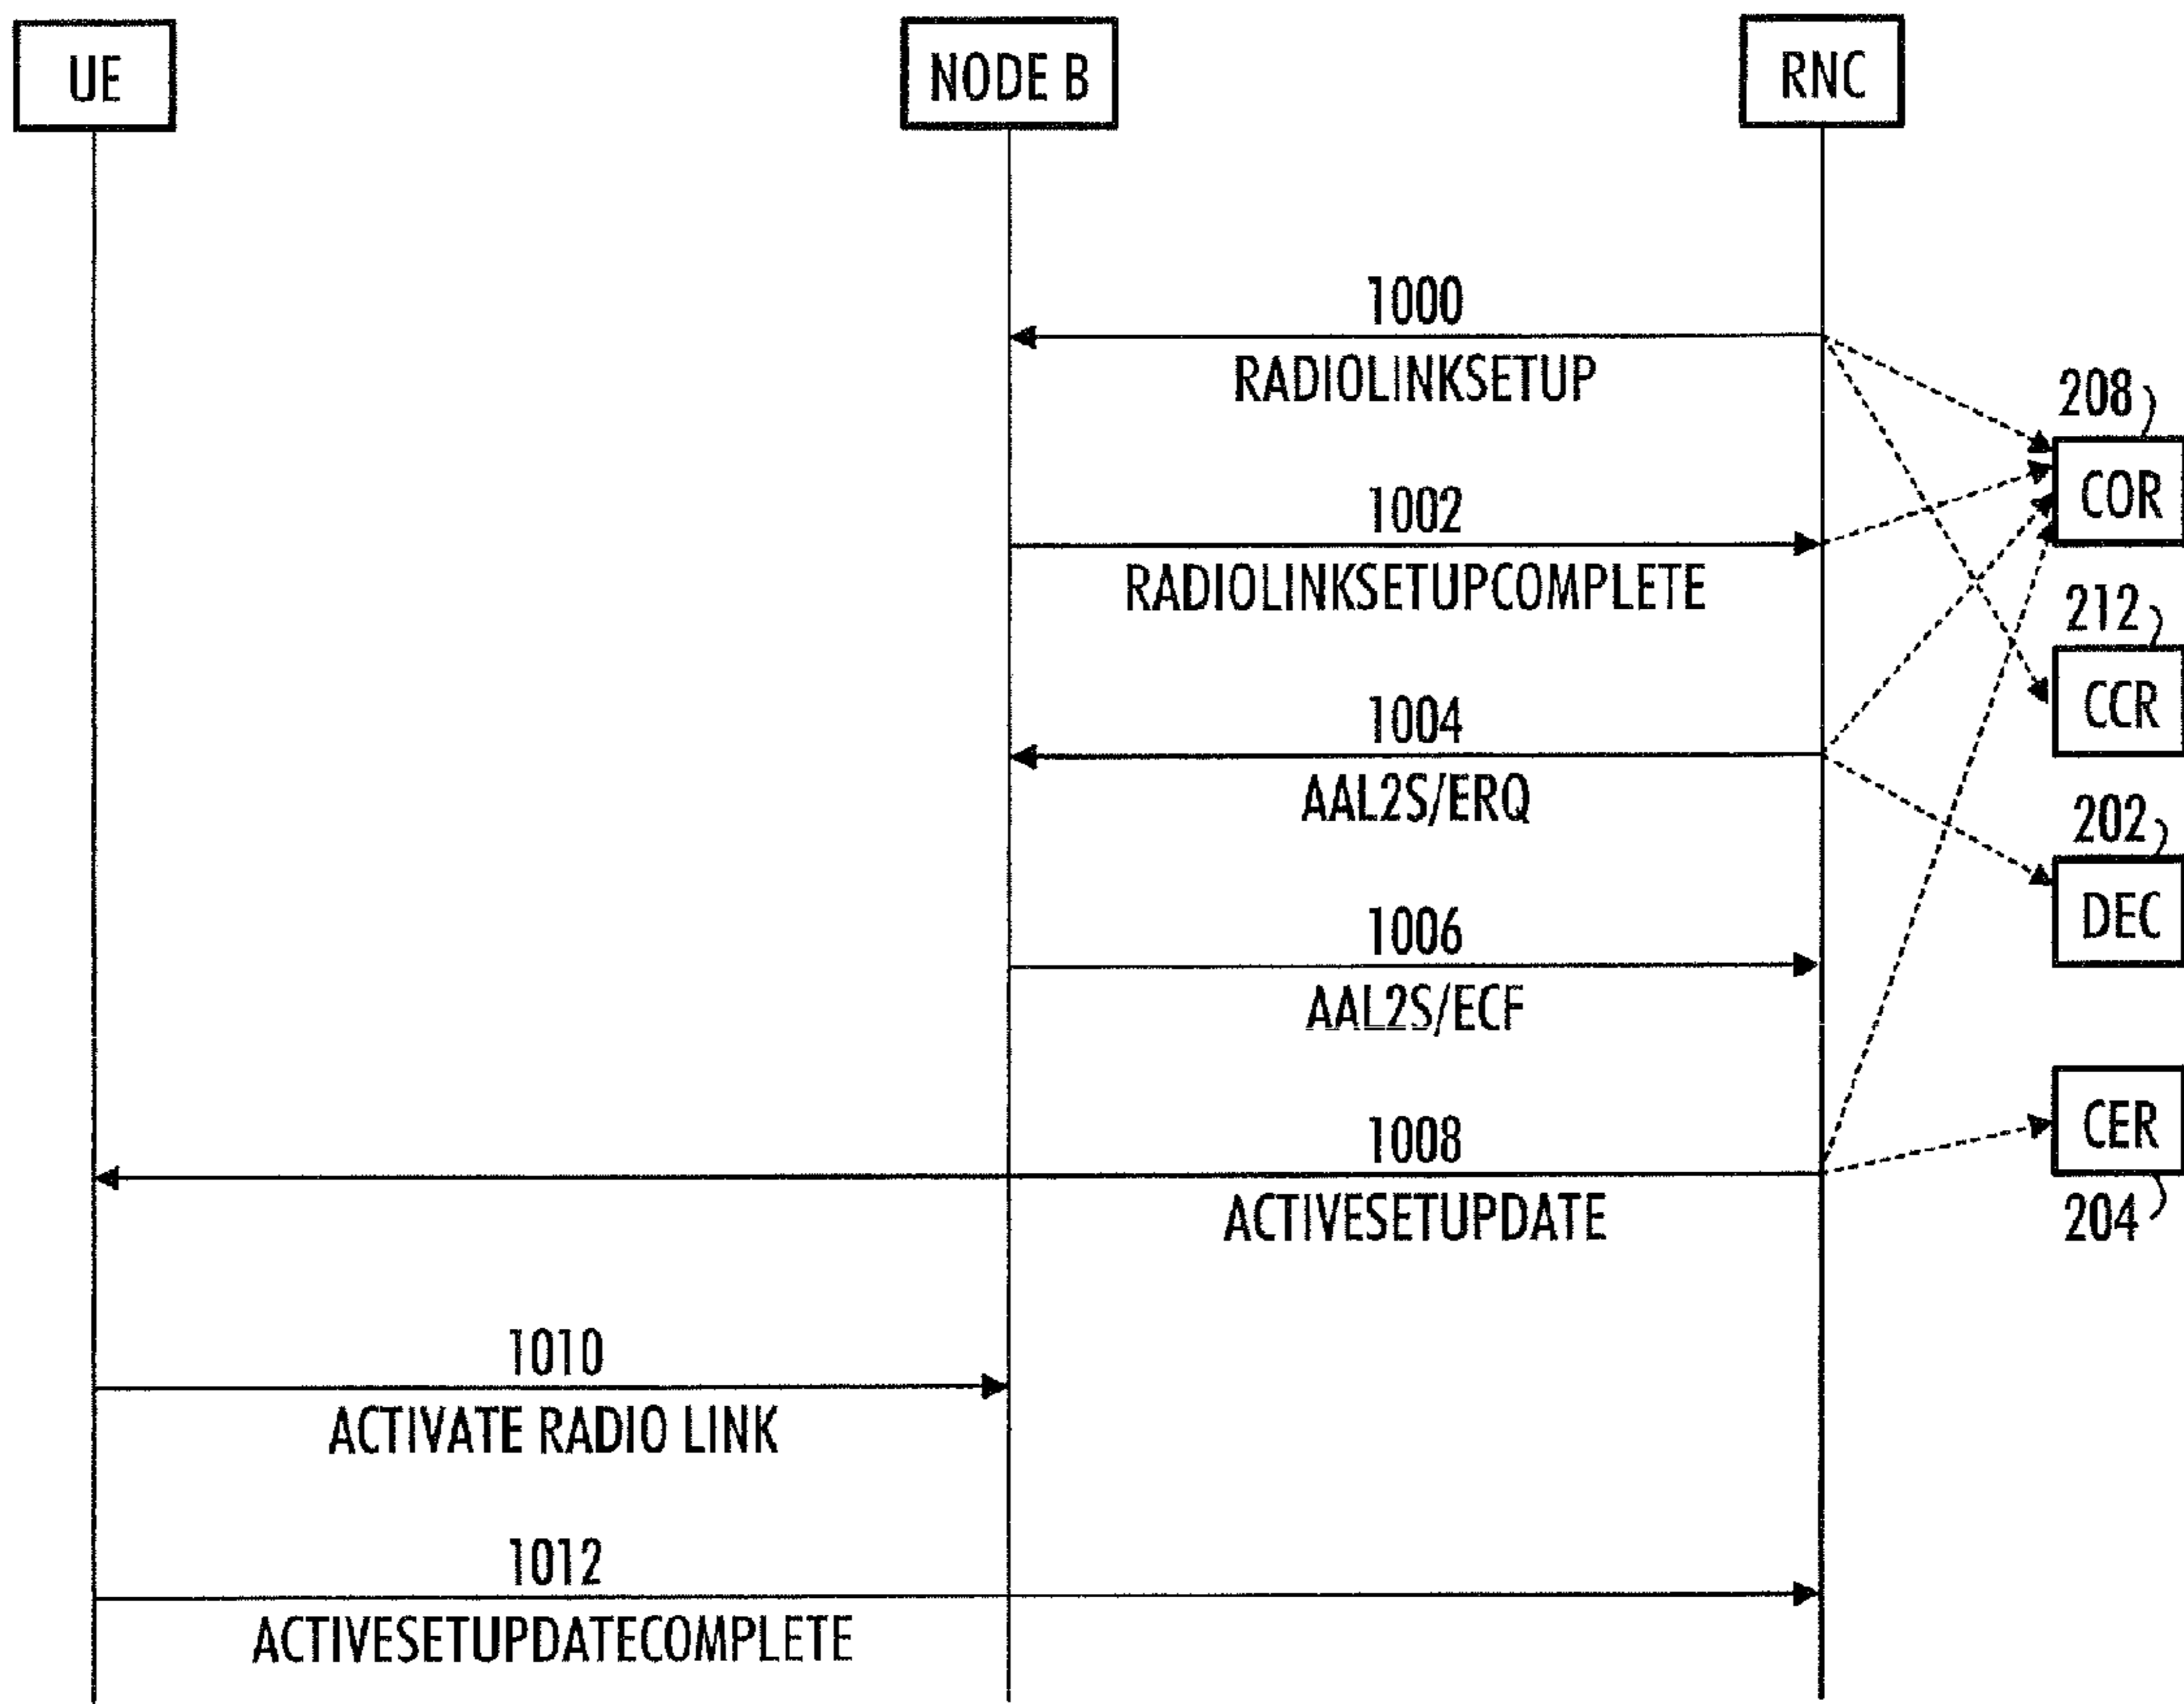 UE
NODE B
RNC
1000
RADIOLINKSETUP
208
COR
1002
RADIOLINKSETUPCOMPLETE
212
CCR
1004
AAL2S/ERQ
202
DEC
1006
AAL2S/ECF
CER
204
1008
ACTIVESETUPDATE
1010
ACTIVATE RADIO LINK
1012
ACTIVESETUPDATECOMPLETE